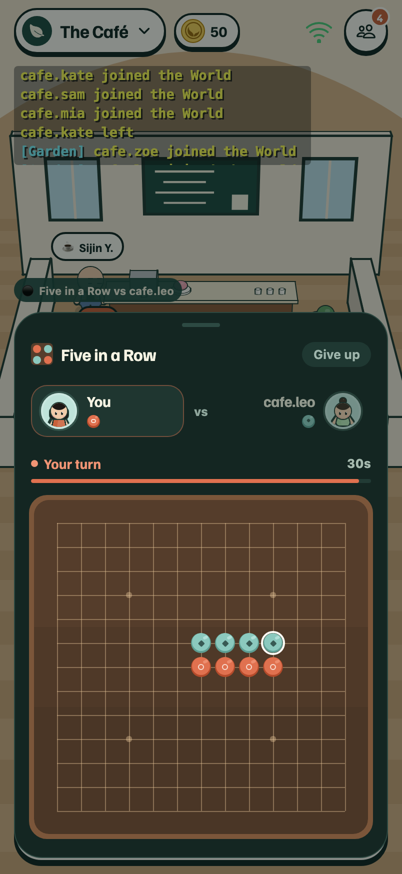 The Café
50
4
cafe.kate joined the World
cafe.sam joined the World
cafe.mia joined the World
cafe.kate left
[Garden] cafe.zoe joined the World
Sijin Y.
Five in a Row vs cafe.leo
Five in a Row
Give up
You
vs
cafe.leo
Your turn
30s